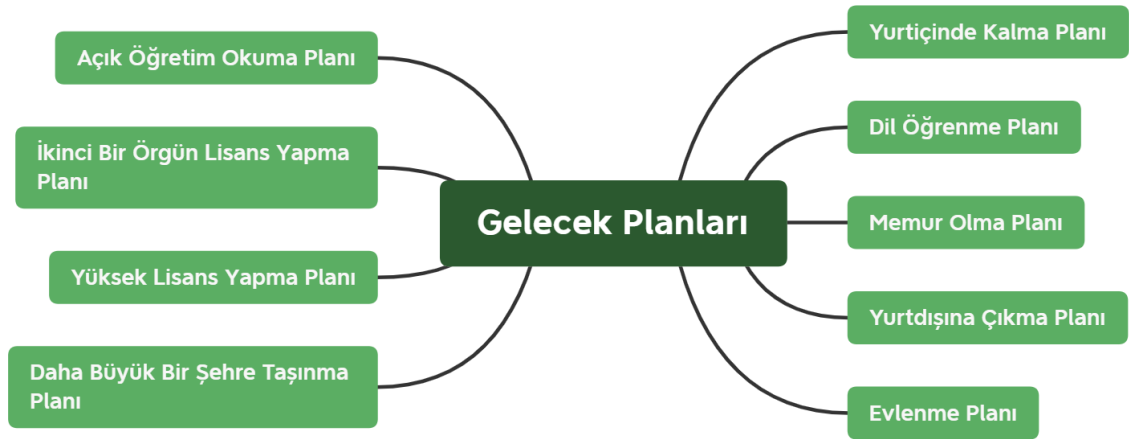 Açık Öğretim Okuma Planı
İkinci Bir Örgün Lisans Yapma
Planı
Yüksek Lisans Yapma Planı
Daha Büyük Bir Şehre Taşınma
Planı
Gelecek Planları
Yurtiçinde Kalma Planı
Dil Öğrenme Planı
Memur Olma Planı
Yurtdışına Çıkma Planı
Evlenme Planı